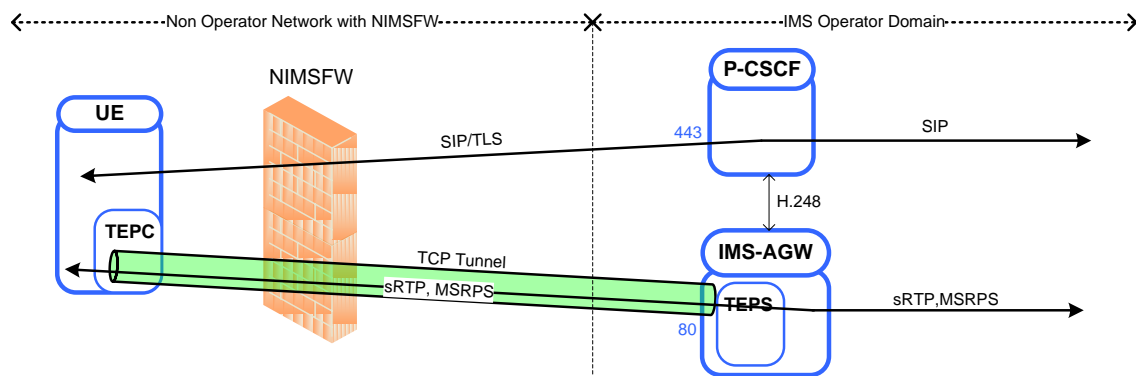 Non Operator Network with NIMSFW
IMS Operator Domain
NIMSFW
P-CSCF
UE
443
SIP
SIP/TLS
H.248
TEPC
IMS-AGW
TCP Tunnel
sRTP, MSRPS
TEPS
sRTP,MSRPS
80